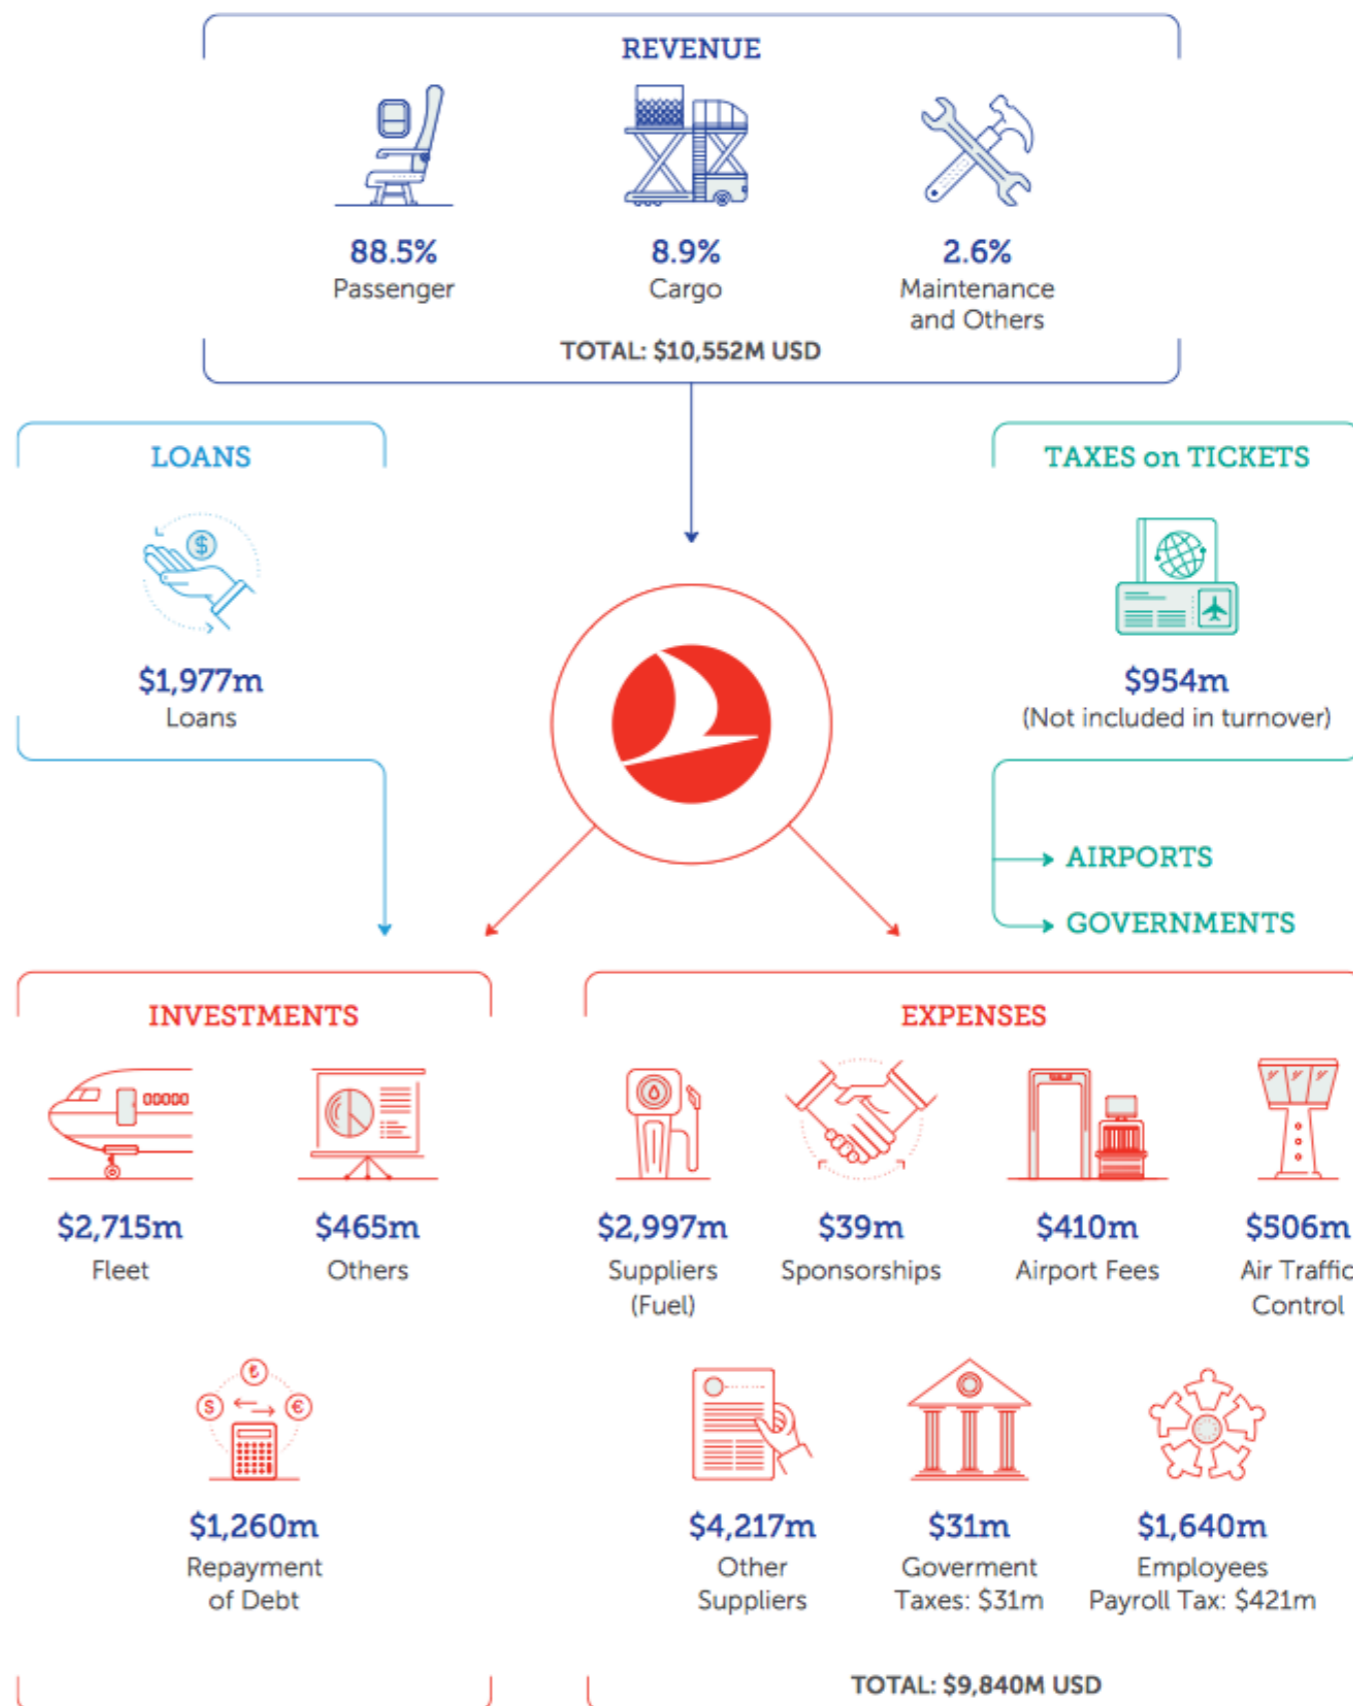 REVENUE
88.5%
Passenger
8.9%
Cargo
2.6%
Maintenance
and Others
TOTAL: $10,552M USD
LOANS
$1,977m
Loans
TAXES on TICKETS
$954m
(Not included in turnover)
AIRPORTS
GOVERNMENTS
INVESTMENTS
$2,715m
Fleet
$465m
Others
$1,260m
Repayment
of Debt
EXPENSES
$2,997m
Suppliers
(Fuel)
$39m
Sponsorships
$410m
Airport Fees
$506m
Air Traffic
Control
$4,217m
Other
Suppliers
$31m
Goverment
Taxes: $31m
$1,640m
Employees
Payroll Tax: $421m
TOTAL: $9,840M USD